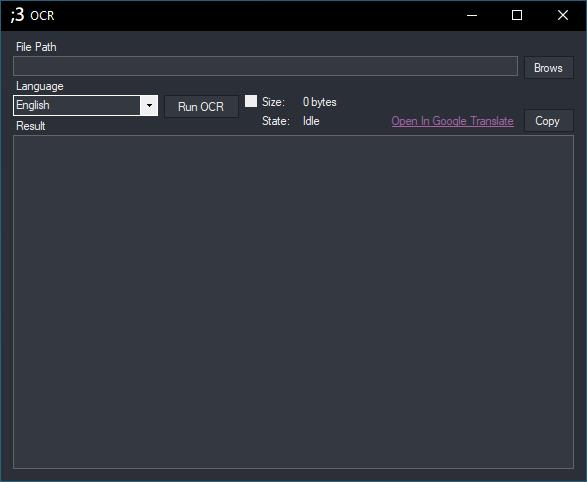 ;3 OCR
File Path
Brows
Language
English
Run OCR
Size: 0 bytes
State: Idle
Open In Google Translate
Copy
Result